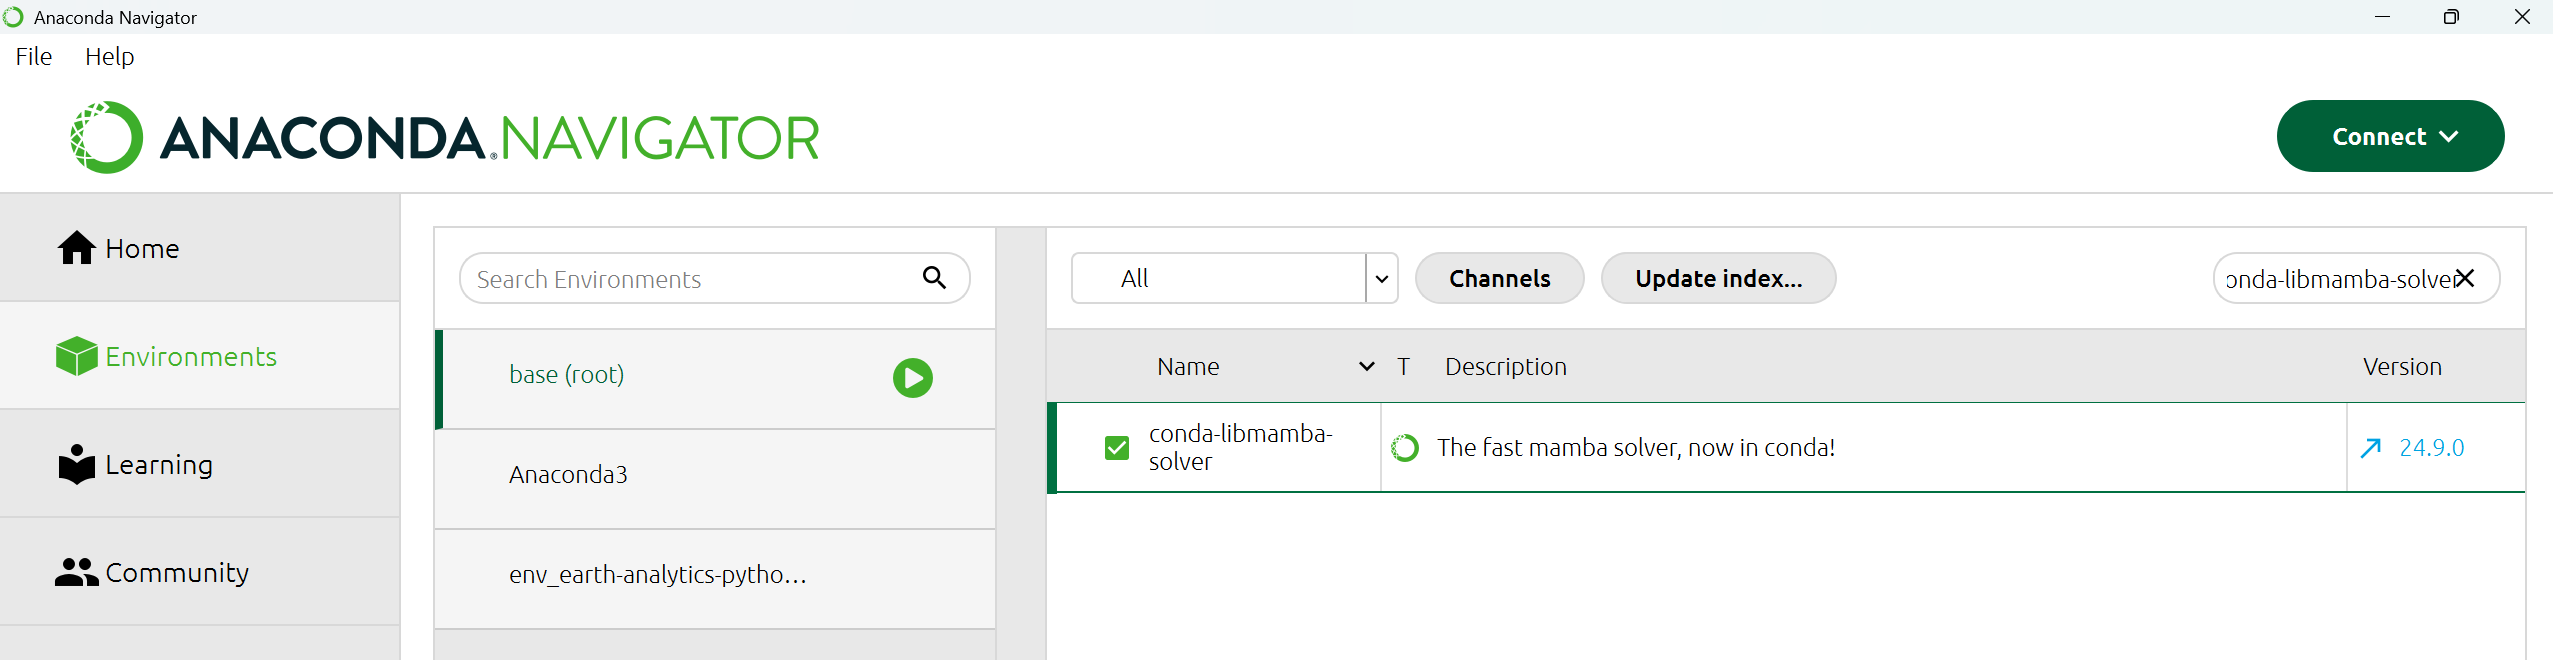 Anaconda Navigator
File Help
ANACONDA.NAVIGATOR
Connect
Home
Environments
Learning
Community
Search Environments
base (root)
Anaconda3
env_earth-analytics-pytho...
All
Channels
Update index...
onda-libmamba-solver
Name T Description Version
conda-libmamba-
solver
The fast mamba solver, now in conda!
24.9.0